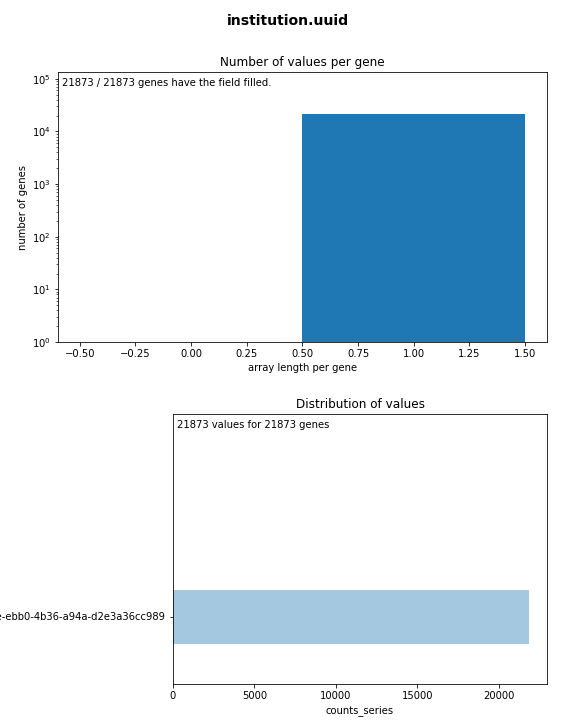 institution.uuid
Number of values per gene
21873 / 21873 genes have the field filled.
10⁵
10⁴
10³
10²
10¹
10⁰
number of genes
−0.50 −0.25 0.00 0.25 0.50 0.75 1.00 1.25 1.50
array length per gene
Distribution of values
21873 values for 21873 genes
-ebb0-4b36-a94a-d2e3a36cc989
0 5000 10000 15000 20000
counts_series